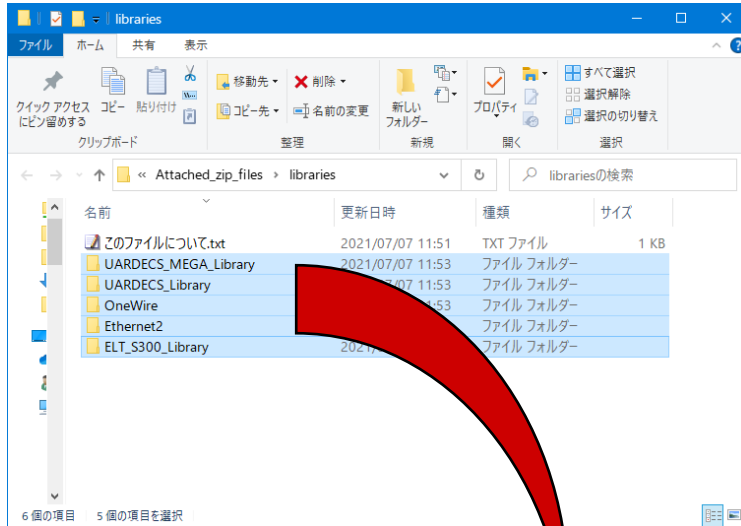 libraries
ファイル ホーム 共有 表示
クイック アクセス
にピン留めする
コピー
貼り付け
移動先
コピー先
削除
名前の変更
新しい
フォルダー
プロパティ
すべて選択
選択解除
選択の切り替え
クリップボード 整理 新規 開く 選択
« Attached_zip_files › libraries
librariesの検索
名前 更新日時 種類 サイズ
このファイルについて.txt 2021/07/07 11:51 TXT ファイル 1 KB
UARDECS_MEGA_Library 2021/07/07 11:53 ファイル フォルダー
UARDECS_Library 11:53 ファイル フォルダー
OneWire 11:53 ファイル フォルダー
Ethernet2 ファイル フォルダー
ELT_S300_Library ファイル フォルダー
6 個の項目 5 個の項目を選択